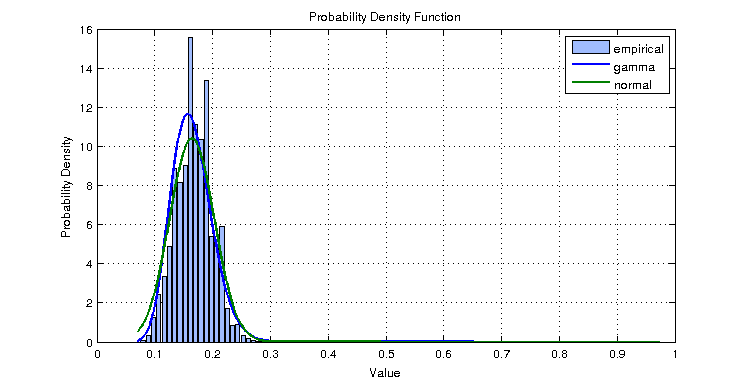 Probability Density Function
16
14
12
10
8
6
4
2
0
Probability Density
0 0.1 0.2 0.3 0.4 0.5 0.6 0.7 0.8 0.9 1
Value
empirical
gamma
normal